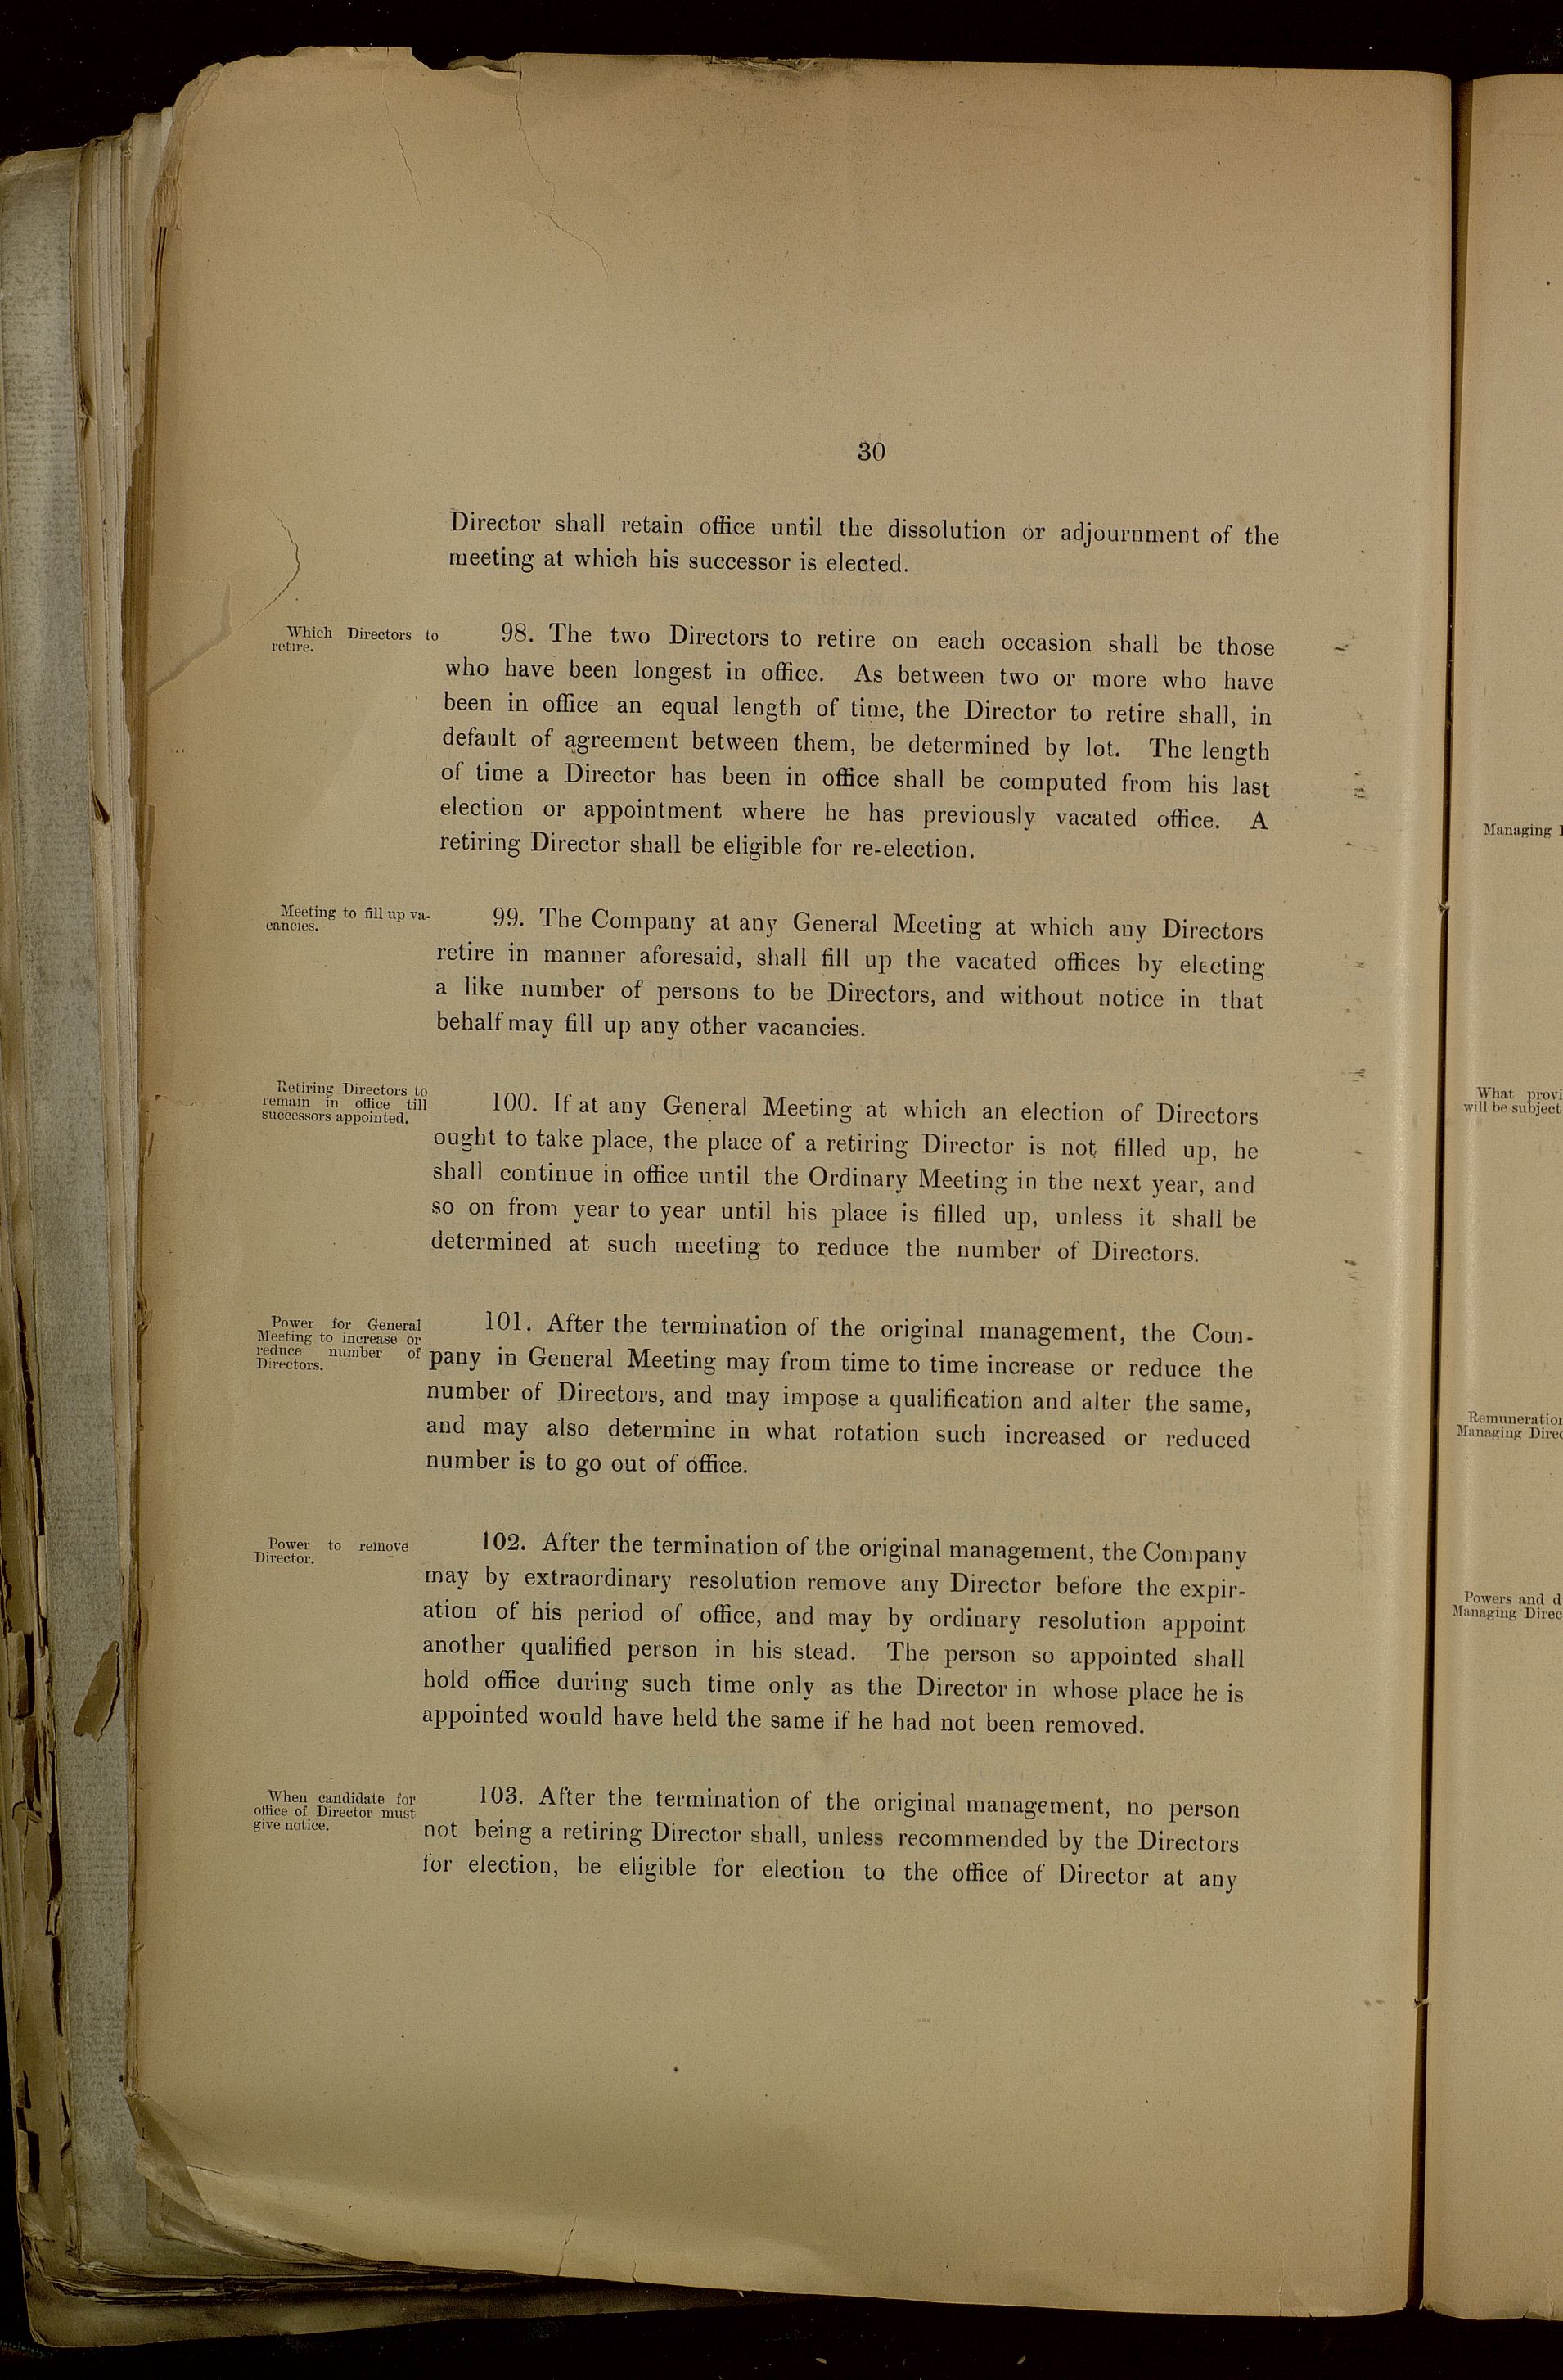 30
Director shall retain office until the dissolution or adjournment of the
meeting at which his successor is elected.
Which Directors to
retire.
98. The two Directors to retire on each occasion shall be those
who have been longest in office. As between two or more who have
been in office an equal length of time, the Director to retire shall, in
default of agreement between them, be determined by lot. The length
of time a Director has been in office shall be computed from his last
election or appointment where he has previously vacated office. A
retiring Director shall be eligible for re-election.
Meeting to fill up va-
cancies.
99. The Company at any General Meeting at which any Directors
retire in manner aforesaid, shall fill up the vacated offices by electing
a like number of persons to be Directors, and without notice in that
behalf may fill up any other vacancies.
Retiring Directors to
remain in office till
successors appointed.
100. If at any General Meeting at which an election of Directors
ought to take place, the place of a retiring Director is not filled up, he
shall continue in office until the Ordinary Meeting in the next year, and
so on from year to year until his place is filled up, unless it shall be
determined at such meeting to reduce the number of Directors.
Power for General
Meeting to increase or
reduce number of
Directors.
101. After the termination of the original management, the Com-
pany in General Meeting may from time to time increase or reduce the
number of Directors, and may impose a qualification and alter the same,
and may also determine in what rotation such increased or reduced
number is to go out of office.
Power to remove
Director.
102. After the termination of the original management, the Company
may by extraordinary resolution remove any Director before the expir-
ation of his period of office, and may by ordinary resolution appoint
another qualified person in his stead. The person so appointed shall
hold office during such time only as the Director in whose place he is
appointed would have held the same if he had not been removed.
When candidate for
office of Director must
give notice.
103. After the termination of the original management, no person
not being a retiring Director shall, unless recommended by the Directors
for election, be eligible for election to the office of Director at any
Managing
What
will be subject
Managing
Powers and
Managing